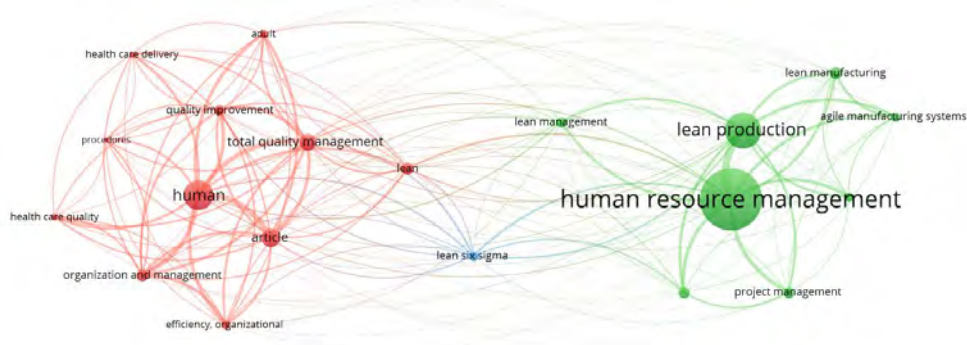 adult
health care delivery
quality improvement
procedures
total quality management
lean
human
health care quality
article
organization and management
efficiency, organizational
lean six sigma
lean management
lean manufacturing
lean production
agile manufacturing systems
human resource management
project management